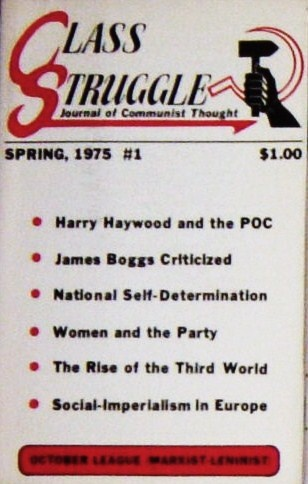 CLASS
STRUGGLE
Journal of Communist Thought
SPRING, 1975 #1 $1.00
Harry Haywood and the POC
James Boggs Criticized
National Self-Determination
Women and the Party
The Rise of the Third World
Social-Imperialism in Europe
OCTOBER LEAGUE MARXIST-LENINIST